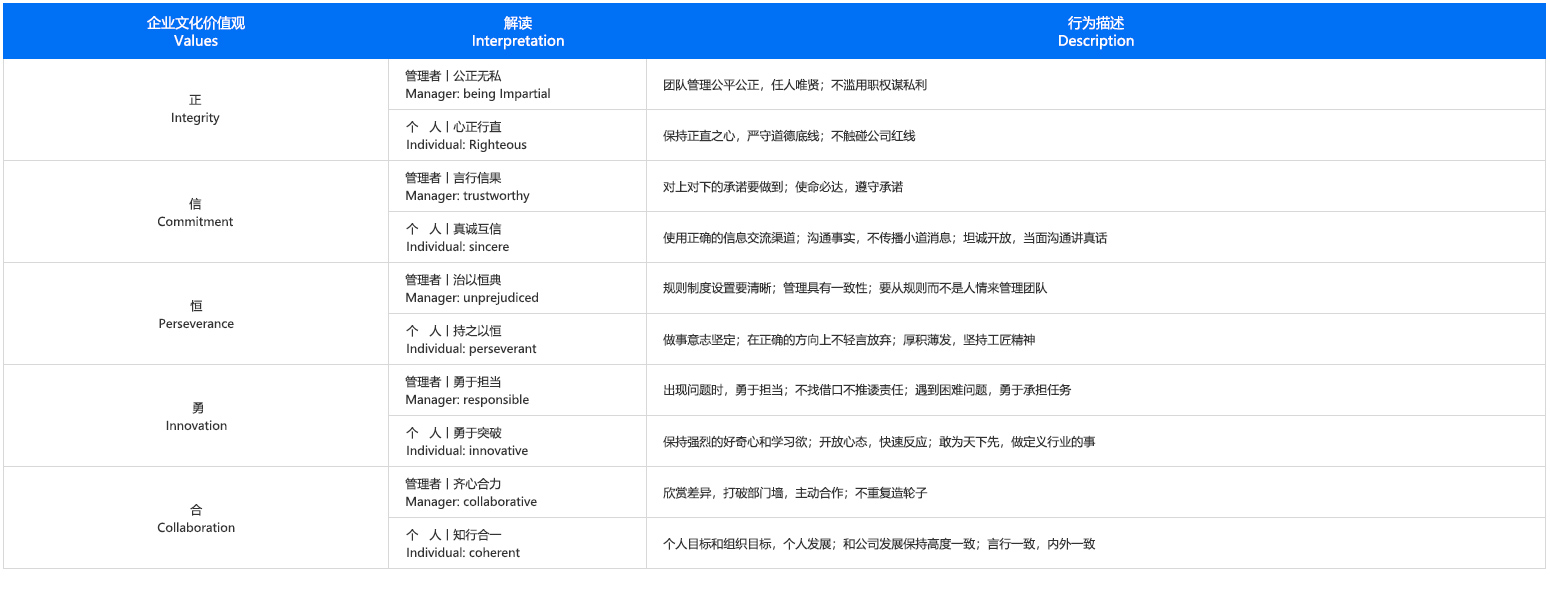 企业文化价值观
Values
解读
Interpretation
行为描述
Description
正
Integrity
管理者丨公正无私
Manager: being Impartial
团队管理公平公正，任人唯贤；不滥用职权谋私利
个 人丨心正行直
Individual: Righteous
保持正直之心，严守道德底线；不触碰公司红线
信
Commitment
管理者丨言行信果
Manager: trustworthy
对上对下的承诺要做到；使命必达，遵守承诺
个 人丨真诚互信
Individual: sincere
使用正确的信息交流渠道；沟通事实，不传播小道消息；坦诚开放，当面沟通讲真话
恒
Perseverance
管理者丨治以恒典
Manager: unprejudiced
规则制度设置要清晰；管理具有一致性；要从规则而不是人情来管理团队
个 人丨持之以恒
Individual: perseverant
做事意志坚定；在正确的方向上不轻言放弃；厚积薄发，坚持工匠精神
勇
Innovation
管理者丨勇于担当
Manager: responsible
出现问题时，勇于担当；不找借口不推诿责任；遇到困难问题，勇于承担任务
个 人丨勇于突破
Individual: innovative
保持强烈的好奇心和学习欲；开放心态，快速反应；敢为天下先，做定义行业的事
合
Collaboration
管理者丨齐心合力
Manager: collaborative
欣赏差异，打破部门墙，主动合作；不重复造轮子
个 人丨知行合一
Individual: coherent
个人目标和组织目标，个人发展；和公司发展保持高度一致；言行一致，内外一致